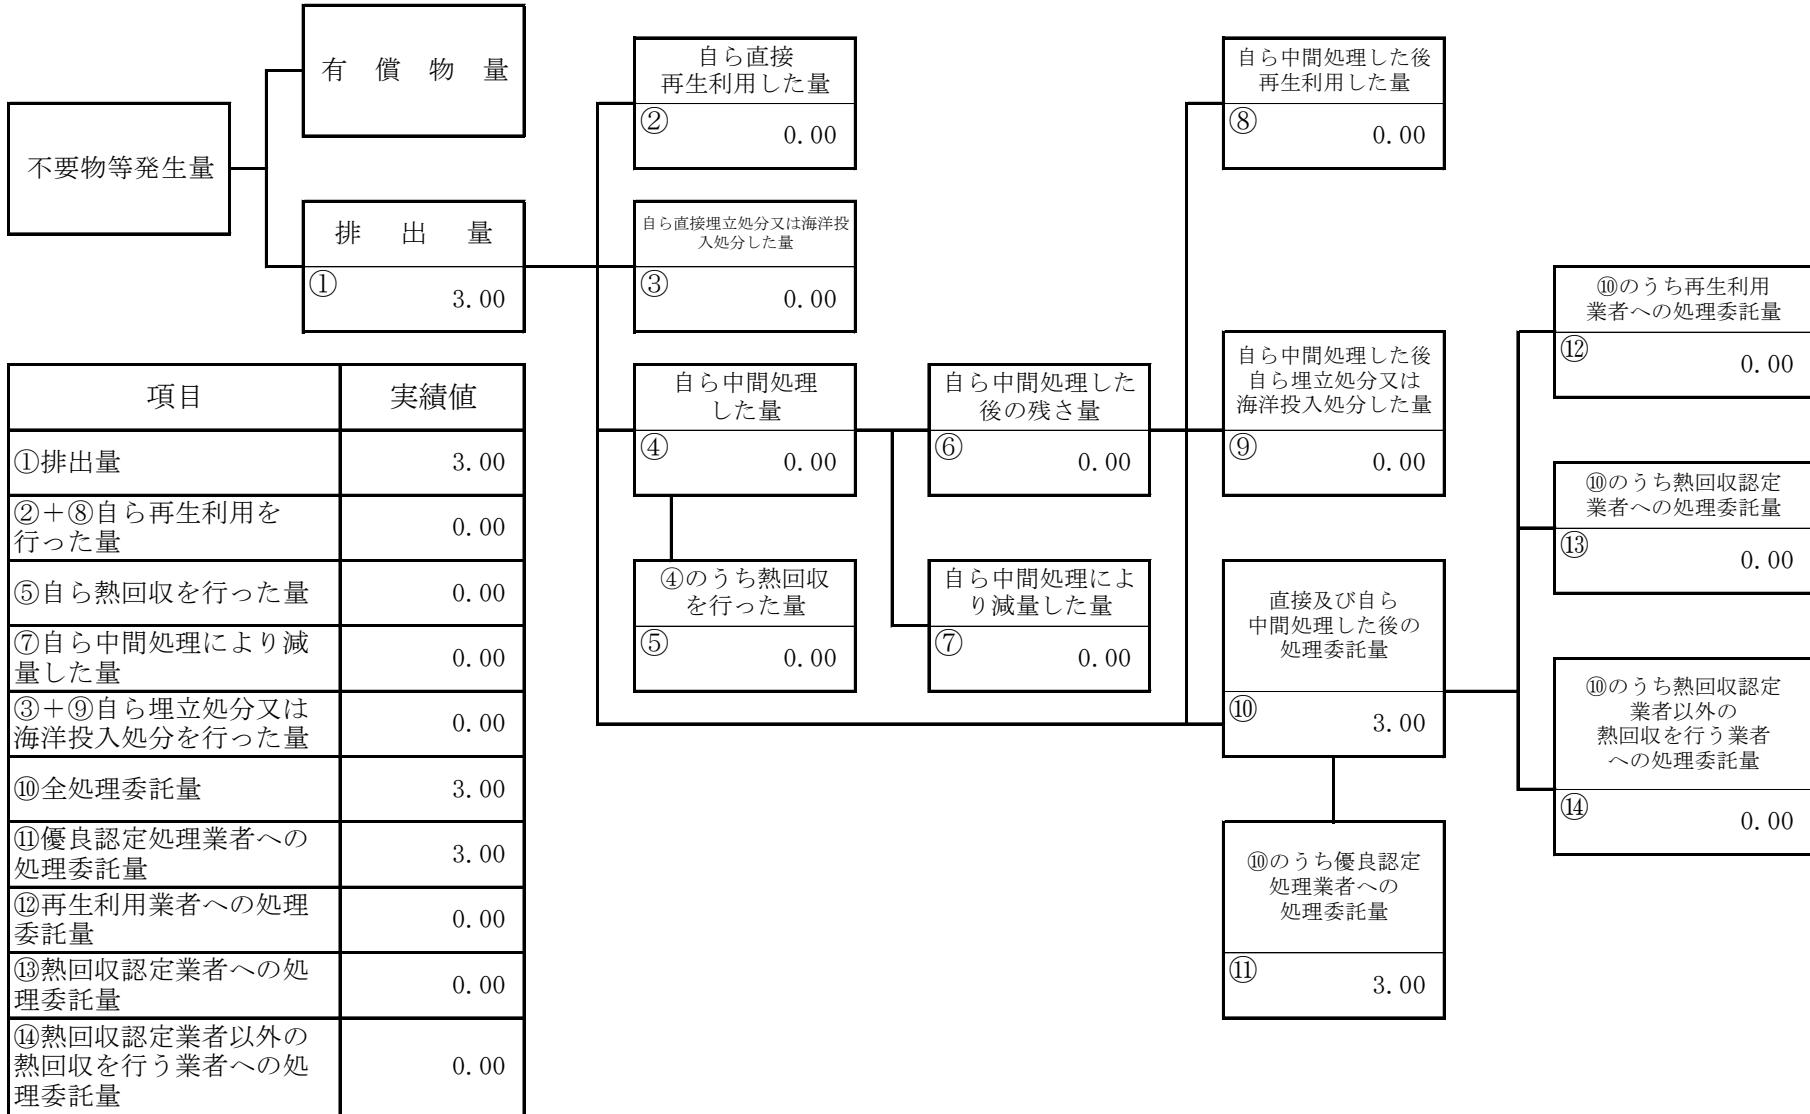 有償物量
不要物等発生量
排出量
①
3.00
自ら直接
再生利用した量
②
0.00
自ら直接埋立処分又は海洋投
入処分した量
③
0.00
自ら中間処理
した量
④
0.00
④のうち熱回収
を行った量
⑤
0.00
自ら中間処理した
後の残さ量
⑥
0.00
自ら中間処理によ
り減量した量
⑦
0.00
自ら中間処理した後
再生利用した量
⑧
0.00
自ら中間処理した後
自ら埋立処分又は
海洋投入処分した量
⑨
0.00
直接及び自ら
中間処理した後の
処理委託量
⑩
3.00
⑩のうち優良認定
処理業者への
処理委託量
⑪
3.00
⑩のうち再生利用
業者への処理委託量
⑫
0.00
⑩のうち熱回収認定
業者への処理委託量
⑬
0.00
⑩のうち熱回収認定
業者以外の
熱回収を行う業者
への処理委託量
⑭
0.00
項目 実績値
①排出量 3.00
②＋⑧自ら再生利用を
行った量 0.00
⑤自ら熱回収を行った量 0.00
⑦自ら中間処理により減
量した量 0.00
③＋⑨自ら埋立処分又は
海洋投入処分を行った量 0.00
⑩全処理委託量 3.00
⑪優良認定処理業者への
処理委託量 3.00
⑫再生利用業者への処理
委託量 0.00
⑬熱回収認定業者への処
理委託量 0.00
⑭熱回収認定業者以外の
熱回収を行う業者への処 0.00
理委託量